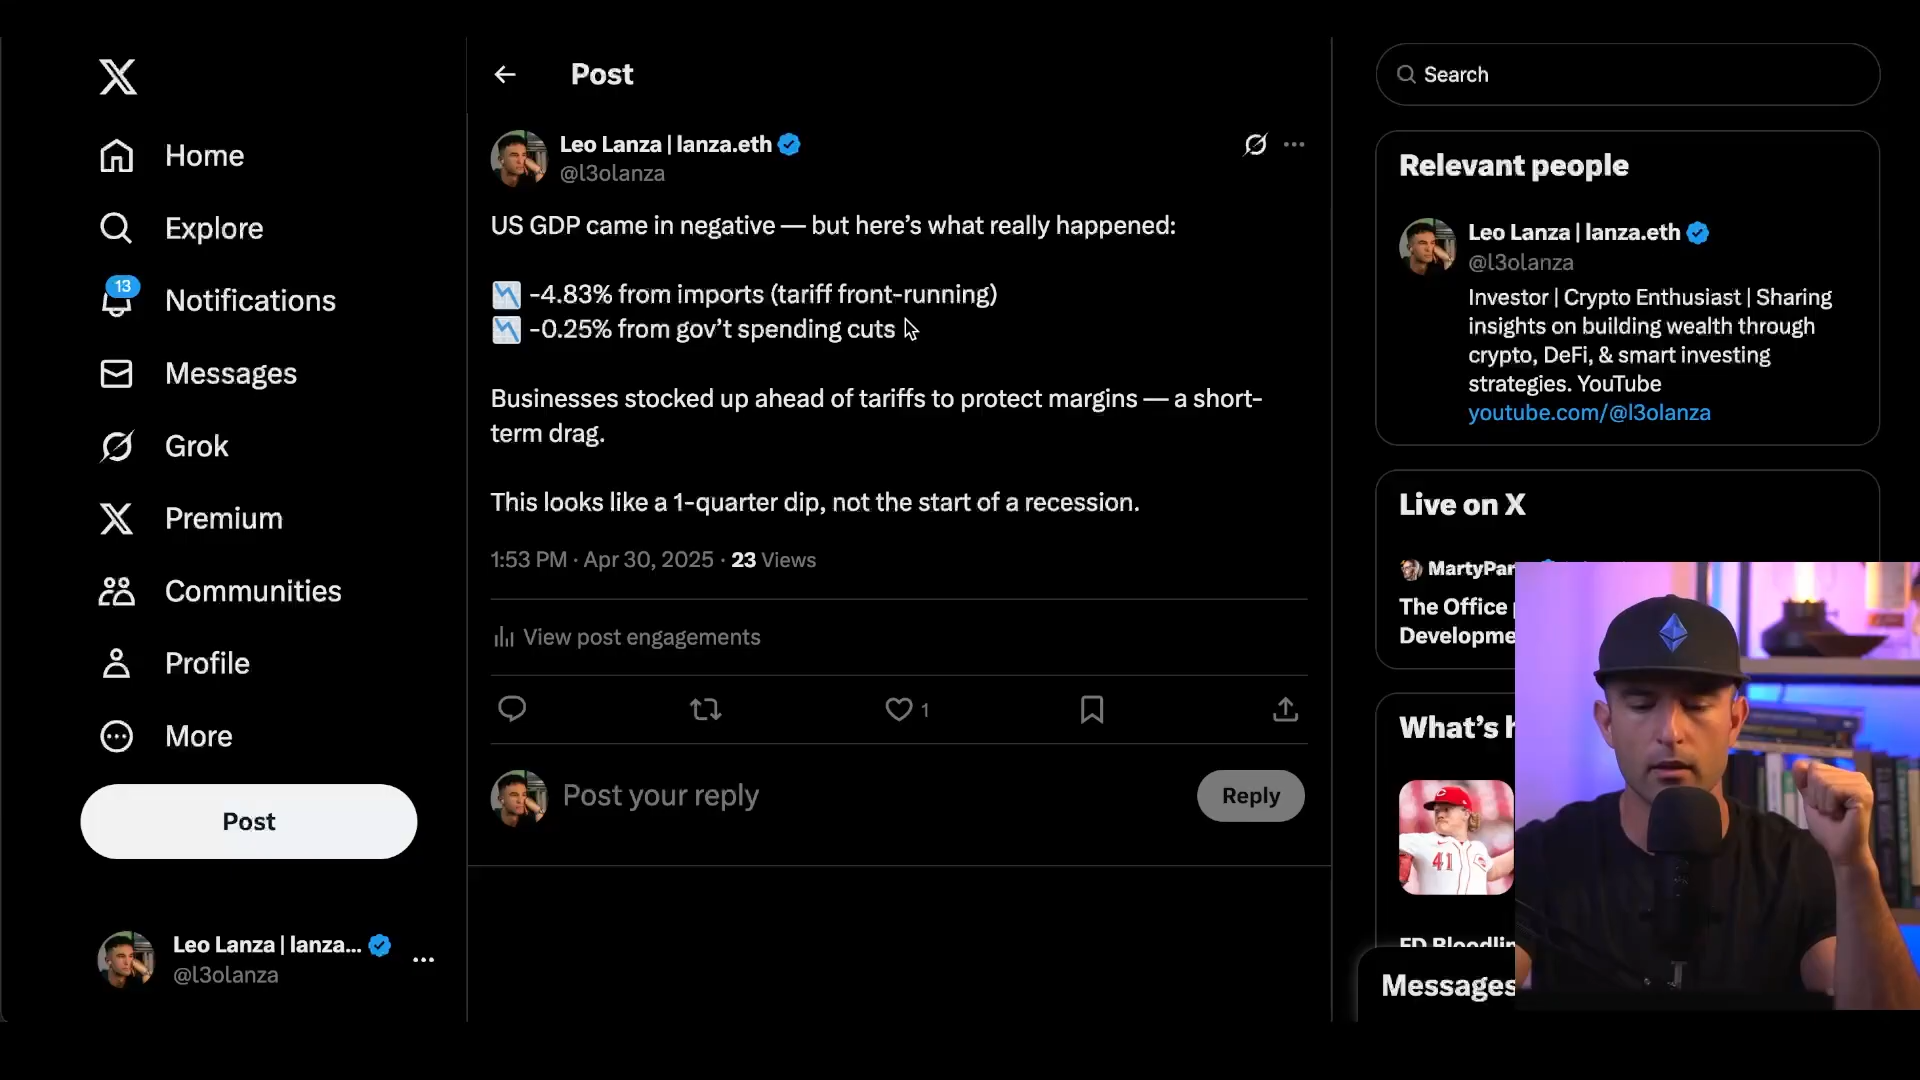 Home
Explore
13
Notifications
Messages
Grok
Premium
Communities
Profile
More
Post
Leo Lanza | lanza...
@l3olanza
Post
Leo Lanza | lanza.eth
@l3olanza
US GDP came in negative — but here’s what really happened:
-4.83% from imports (tariff front-running)
-0.25% from gov’t spending cuts
Businesses stocked up ahead of tariffs to protect margins — a short-
term drag.
This looks like a 1-quarter dip, not the start of a recession.
1:53 PM · Apr 30, 2025 · 23 Views
View post engagements
1
Post your reply
Reply
Search
Relevant people
Leo Lanza | lanza.eth
@l3olanza
Investor | Crypto Enthusiast | Sharing
insights on building wealth through
crypto, DeFi, & smart investing
strategies. YouTube
youtube.com/@l3olanza
Live on X
MartyPar
The Office
Developme
What’s h
41
Messages